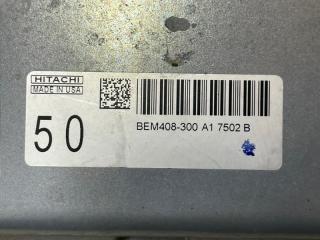 HITACHI
MADE IN USA
50
BEM408-300 A1 7502 B